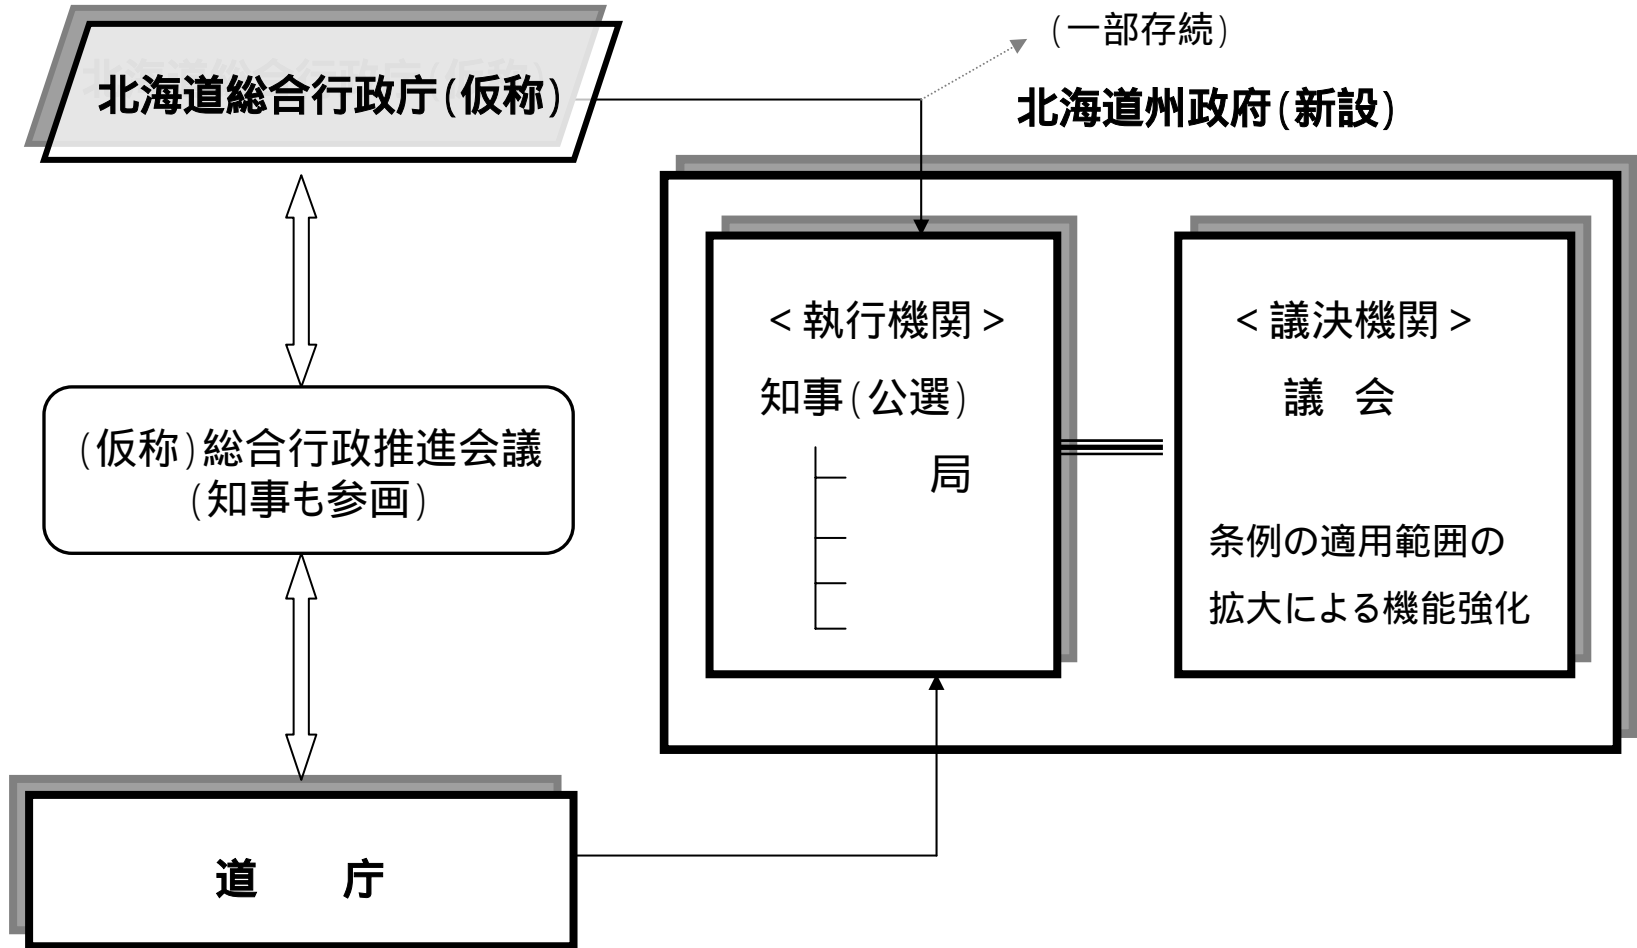 (一部存続)
北海道総合行政庁(仮称)
北海道州政府(新設)
<執行機関>
知事(公選)
局
<議決機関>
議 会
条例の適用範囲の
拡大による機能強化
(仮称)総合行政推進会議
(知事も参画)
道 庁